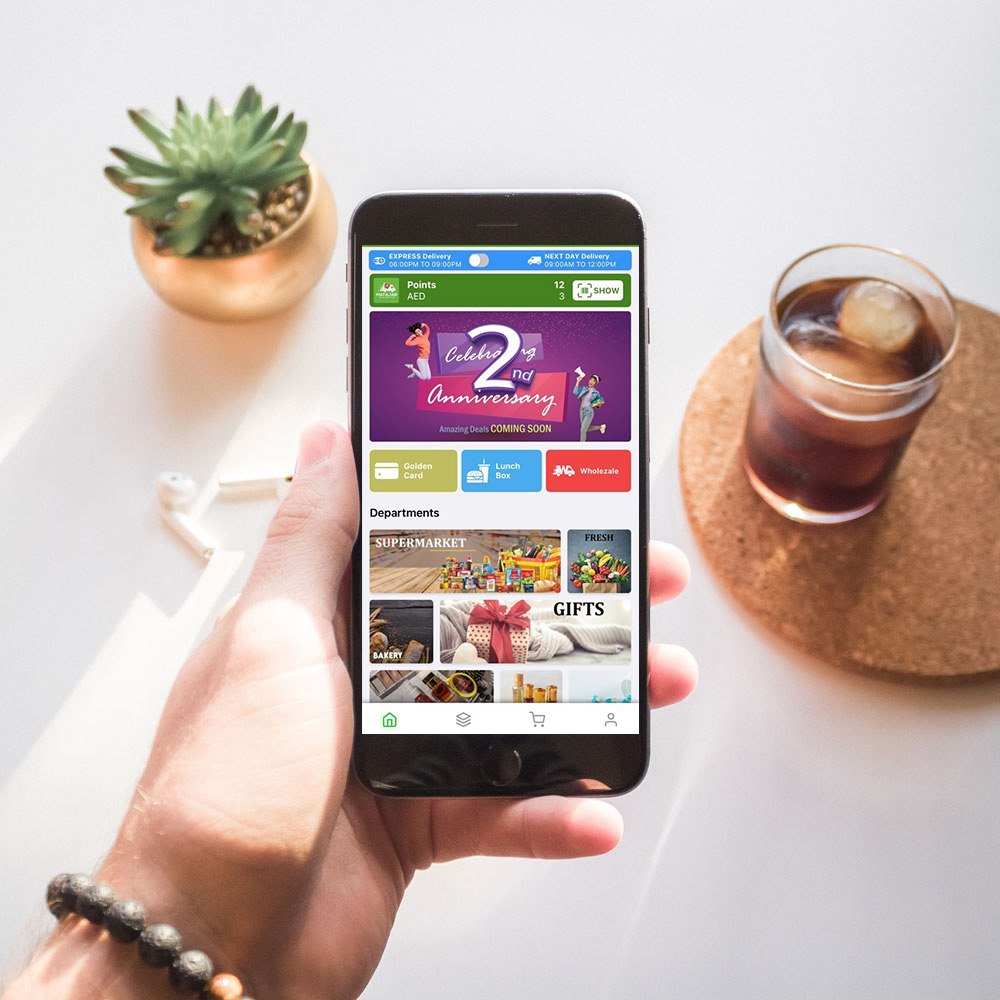 EXPRESS Delivery
06:00PM TO 09:00PM
NEXT DAY Delivery
09:00AM TO 12:00PM
MATAJAR
Points 12
AED 3
SHOW
Celebrating
2nd
Anniversary
Amazing Deals COMING SOON
Golden
Card
Lunch
Box
Wholezale
Departments
SUPERMARKET
FRESH
BAKERY
GIFTS